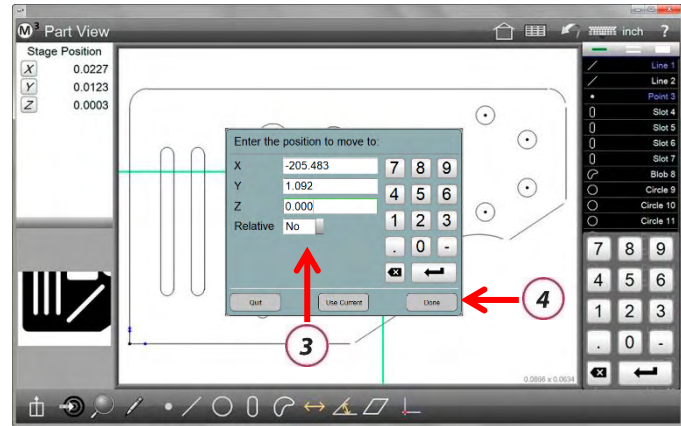 M³ Part View
inch ?
Stage Position
X 0.0227
Y 0.0123
Z 0.0003
Line 1
Line 2
Point 3
Slot 4
Slot 5
Slot 6
Slot 7
Blob 8
Circle 9
Circle 10
Circle 11
Enter the position to move to:
X -205.483
Y 1.092
Z 0.000
Relative No
7 8 9
4 5 6
1 2 3
. 0 -
Quit Use Current Done
3
4
7 8 9
4 5 6
1 2 3
. 0 -
0.0866 x 0.0634